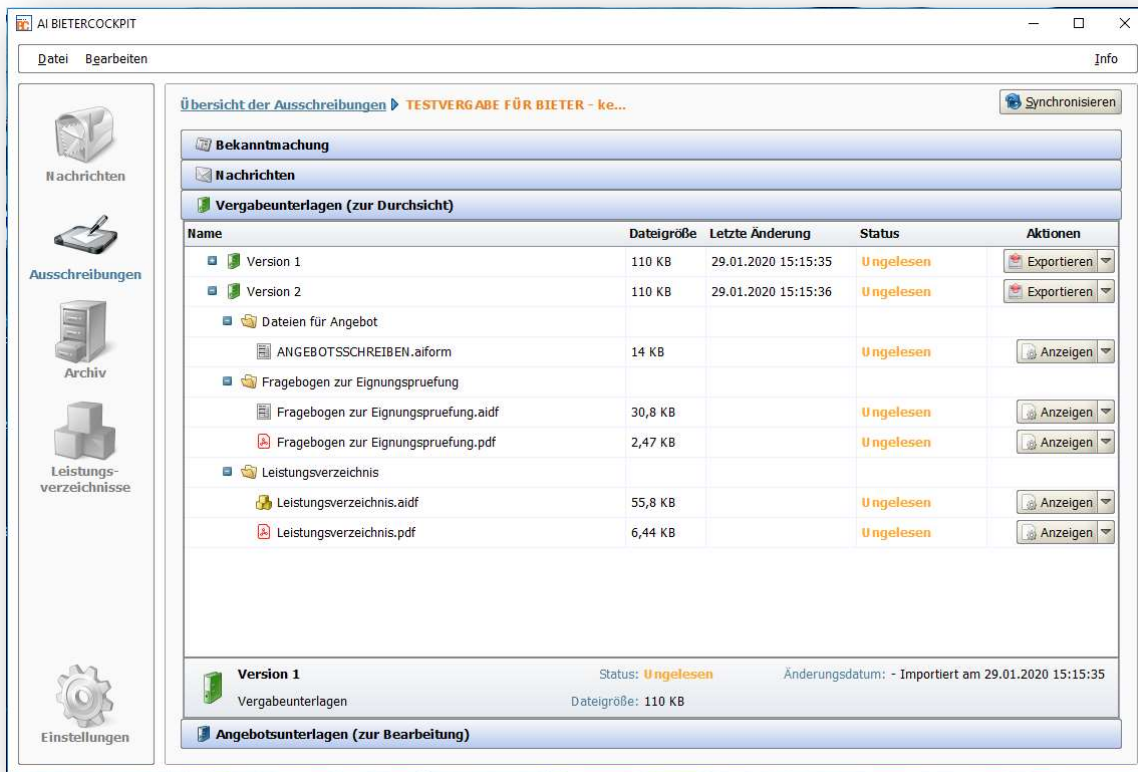 AI BIETERCOCKPIT
Datei Bearbeiten Info
Übersicht der Ausschreibungen TESTVERGABE FÜR BIETER - ke... Synchronisieren
Nachrichten
Ausschreibungen
Archiv
Leistungs-
verzeichnisse
Einstellungen
Bekanntmachung
Nachrichten
Vergabeunterlagen (zur Durchsicht)
Name Dateigröße Letzte Änderung Status Aktionen
Version 1 110 KB 29.01.2020 15:15:35 Ungelesen Exportieren
Version 2 110 KB 29.01.2020 15:15:36 Ungelesen Exportieren
Dateien für Angebot
ANGEBOTSSCHREIBEN.aiform 14 KB Ungelesen Anzeigen
Fragebogen zur Eignungspruefung
Fragebogen zur Eignungspruefung.aidf 30,8 KB Ungelesen Anzeigen
Fragebogen zur Eignungspruefung.pdf 2,47 KB Ungelesen Anzeigen
Leistungsverzeichnis
Leistungsverzeichnis.aidf 55,8 KB Ungelesen Anzeigen
Leistungsverzeichnis.pdf 6,44 KB Ungelesen Anzeigen
Version 1 Status: Ungelesen Änderungsdatum: - Importiert am 29.01.2020 15:15:35
Vergabeunterlagen Dateigröße: 110 KB
Angebotsunterlagen (zur Bearbeitung)